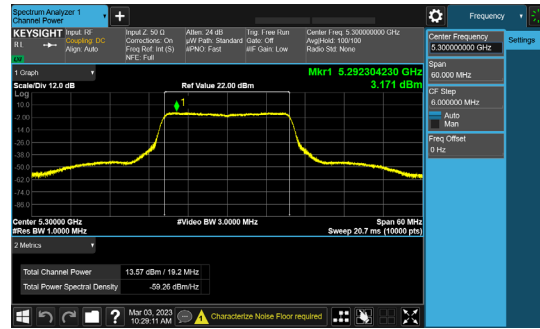 Spectrum Analyzer 1
Channel Power
+
Frequency
KEYSIGHT
RL
Input: RF
Coupling: DC
Align: Auto
Input Z: 50 Ω
Corrections: On
Freq Ref: Int (S)
NFE: Full
Atten: 24 dB
µW Path: Standard
#PNO: Fast
Trig: Free Run
Gate: Off
#IF Gain: Low
Center Freq: 5.300000000 GHz
Avg|Hold: 100/100
Radio Std: None
Center Frequency
5.300000000 GHz
Settings
Span
60.000 MHz
CF Step
6.000000 MHz
Auto
Man
Freq Offset
0 Hz
1 Graph
Mkr1 5.292304230 GHz
Scale/Div 12.0 dB
Ref Value 22.00 dBm
3.171 dBm
Log
10.0
-2.00
-14.0
-26.0
-38.0
-50.0
-62.0
-74.0
-86.0
1
Center 5.30000 GHz
#Video BW 3.0000 MHz
Span 60 MHz
#Res BW 1.0000 MHz
Sweep 20.7 ms (10000 pts)
2 Metrics
Total Channel Power 13.57 dBm / 19.2 MHz
Total Power Spectral Density -59.26 dBm/Hz
?
Mar 03, 2023
10:29:11 AM
Characterize Noise Floor required